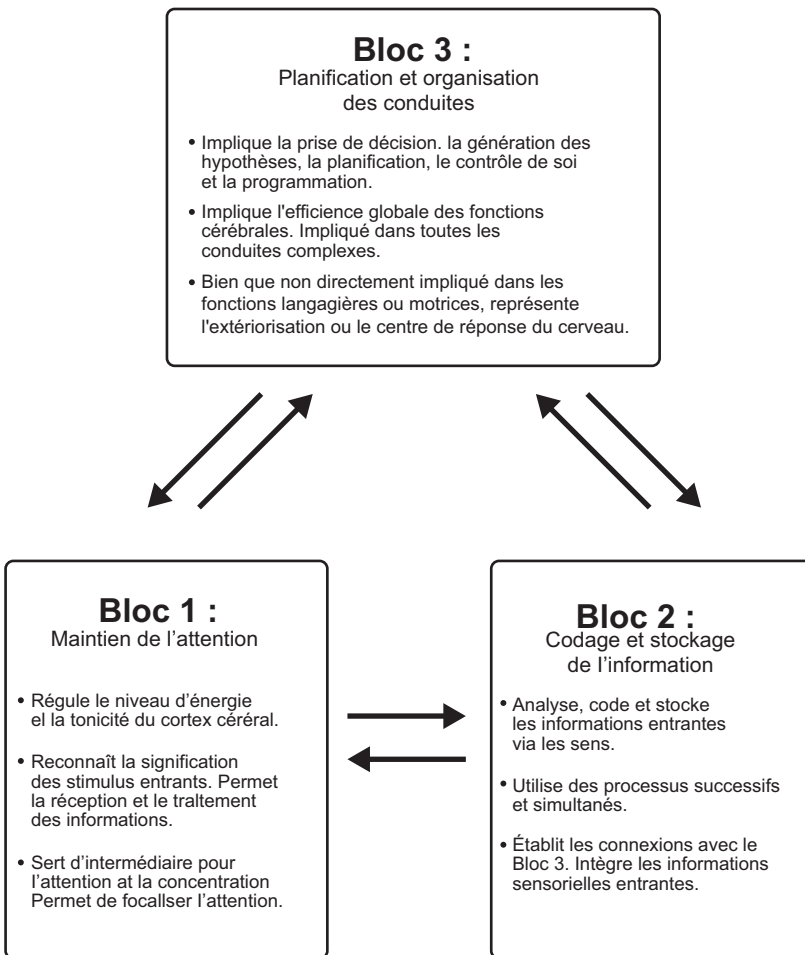 Bloc 3 :
Planification et organisation
des conduites
• Implique la prise de décision. la génération des
hypothèses, la planification, le contrôle de soi
et la programmation.
• Implique l'efficience globale des fonctions
cérébrales. Impliqué dans toutes les
conduites complexes.
• Bien que non directement impliqué dans les
fonctions langagières ou motrices, représente
l'extériorisation ou le centre de réponse du cerveau.
Bloc 1 :
Maintien de l’attention
• Régule le niveau d’énergie
el la tonicité du cortex céréral.
• Reconnaît la signification
des stimulus entrants. Permet
la réception et le traltement
des informations.
• Sert d’intermédiaire pour
l’attention at la concentration
Permet de focallser l’attention.
Bloc 2 :
Codage et stockage
de l’information
• Analyse, code et stocke
les informations entrantes
via les sens.
• Utilise des processus successifs
et simultanés.
• Établit les connexions avec le
Bloc 3. Intègre les informations
sensorielles entrantes.